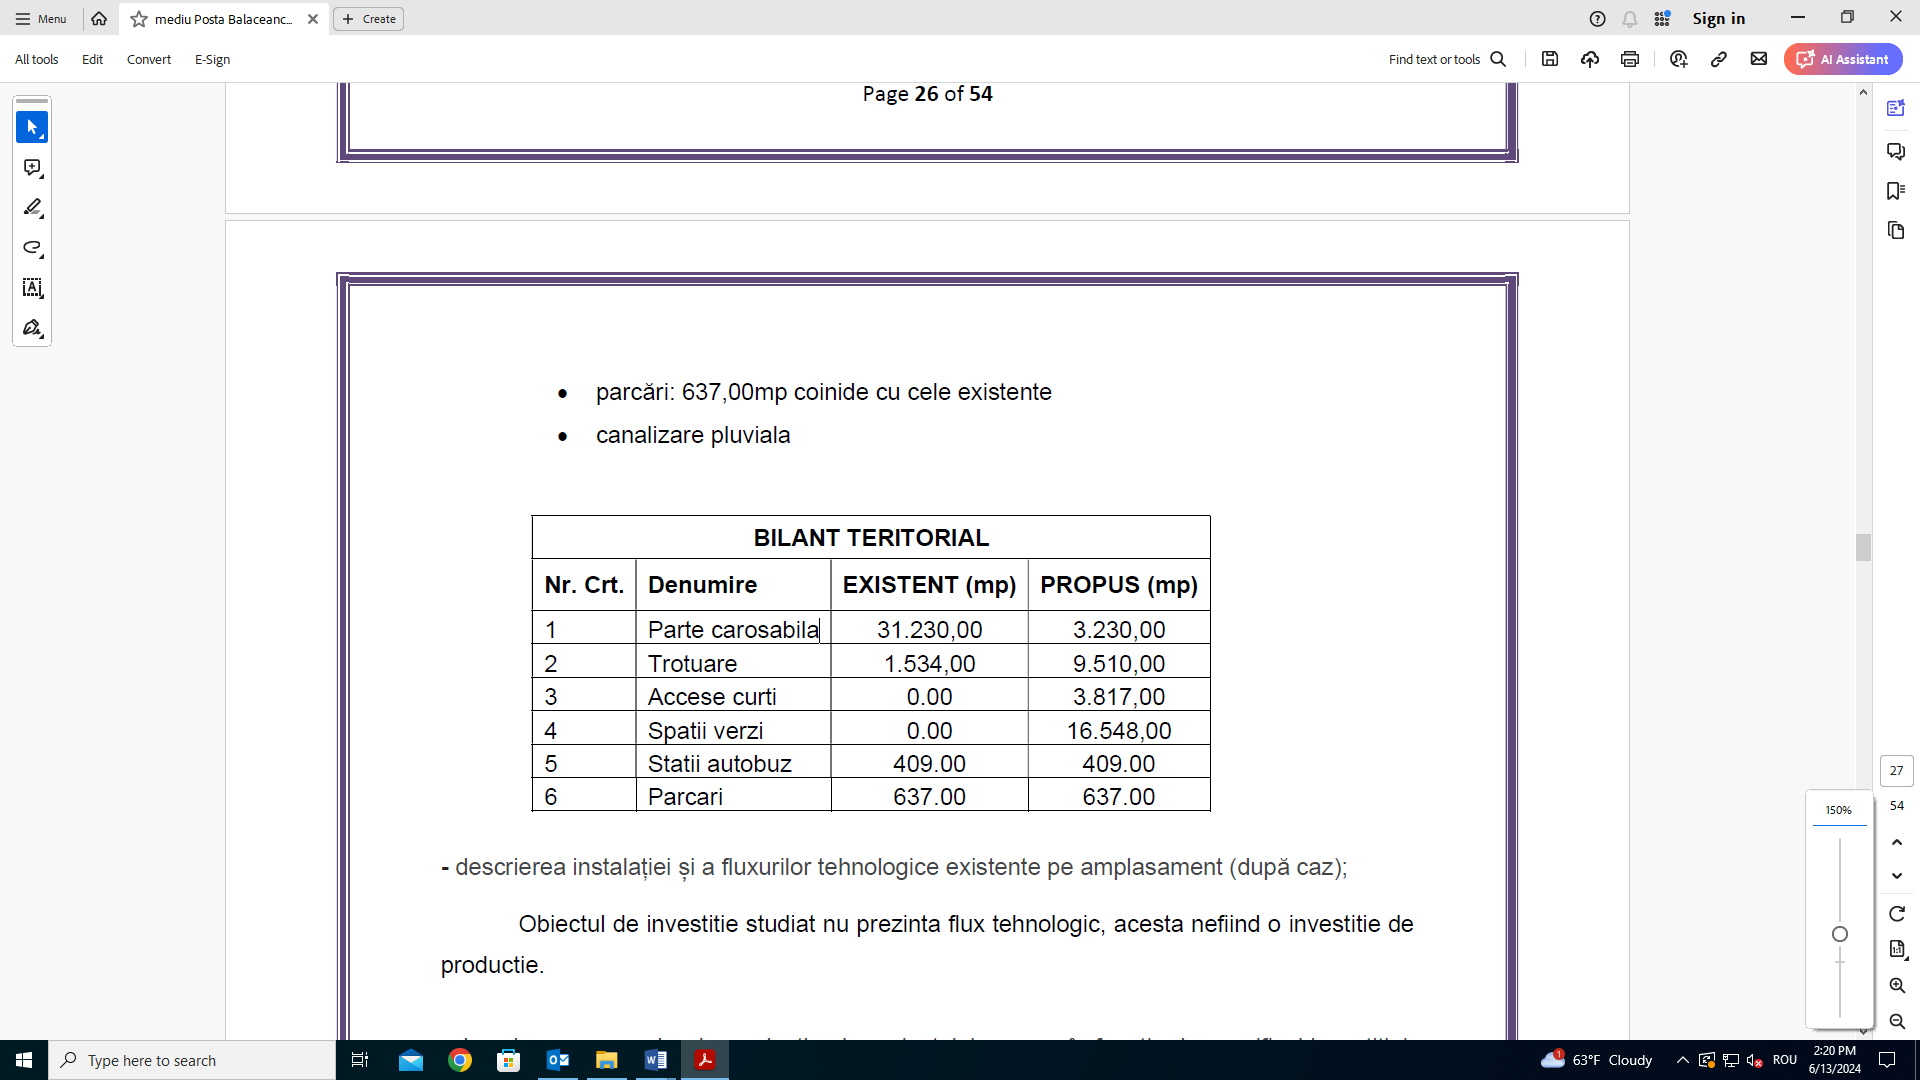 Menu
mediu Posta Balaceanc...
Create
Sign in
All tools
Edit
Convert
E-Sign
Find text or tools
AI Assistant
Page 26 of 54
• parcări: 637,00mp coinide cu cele existente
• canalizare pluviala
BILANT TERITORIAL
Nr. Crt. Denumire EXISTENT (mp) PROPUS (mp)
1 Parte carosabila 31.230,00 3.230,00
2 Trotuare 1.534,00 9.510,00
3 Accese curti 0.00 3.817,00
4 Spatii verzi 0.00 16.548,00
5 Statii autobuz 409.00 409.00
6 Parcari 637.00 637.00
- descrierea instalației și a fluxurilor tehnologice existente pe amplasament (după caz);
Obiectul de investitie studiat nu prezinta flux tehnologic, acesta nefiind o investitie de
productie.
27
54
150%
Type here to search
1
63°F Cloudy
ROU
2:20 PM
6/13/2024